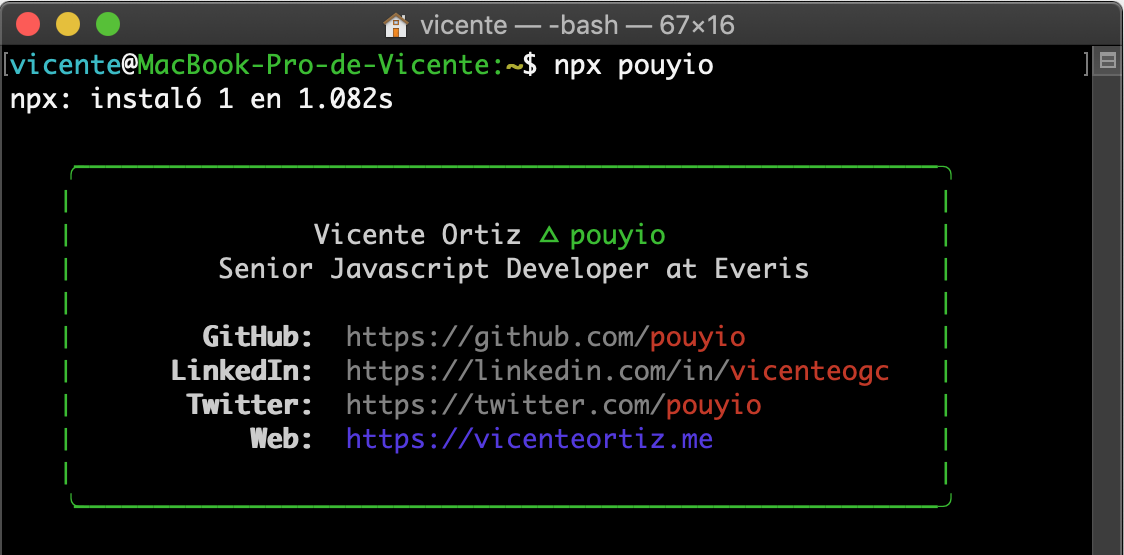 vicente — -bash — 67×16
[vicente@MacBook-Pro-de-Vicente:~$ npx pouyio ]
npx: instaló 1 en 1.082s
Vicente Ortiz △ pouyio
Senior Javascript Developer at Everis
GitHub: https://github.com/pouyio
LinkedIn: https://linkedin.com/in/vicenteogc
Twitter: https://twitter.com/pouyio
Web: https://vicenteortiz.me